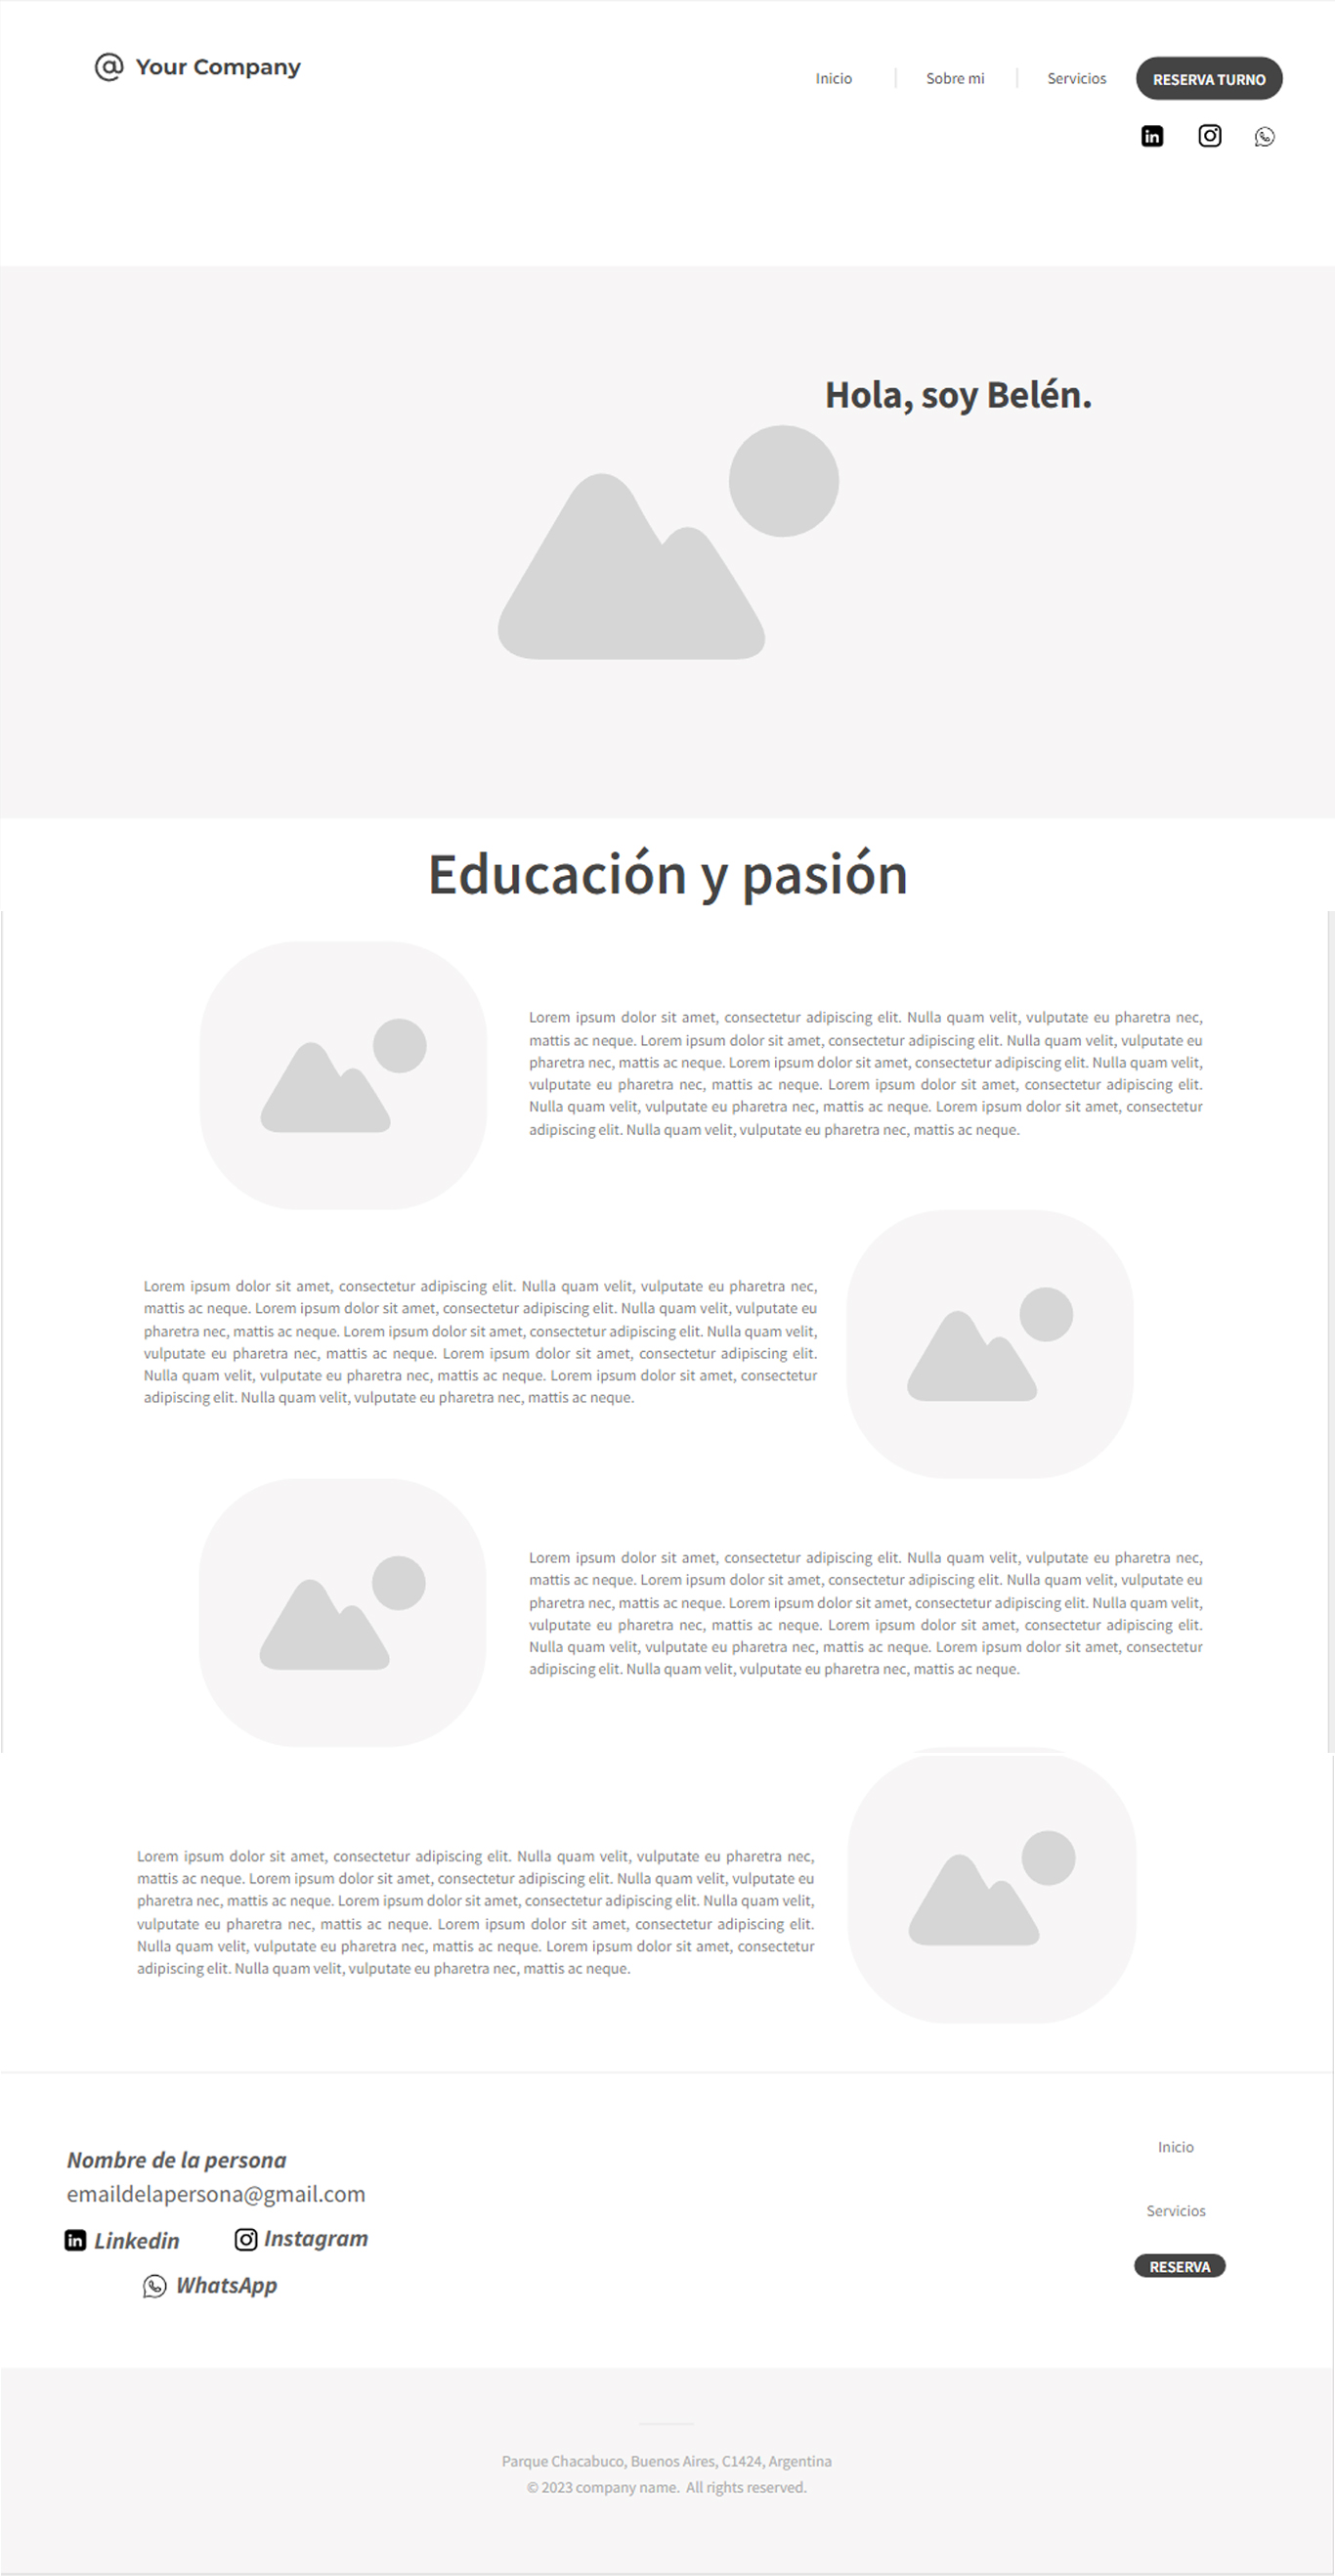 @ Your Company
Inicio
Sobre mi
Servicios
RESERVA TURNO
in
Hola, soy Belén.
Educación y pasión
Lorem ipsum dolor sit amet, consectetur adipiscing elit. Nulla quam velit, vulputate eu pharetra nec,
mattis ac neque. Lorem ipsum dolor sit amet, consectetur adipiscing elit. Nulla quam velit, vulputate eu
pharetra nec, mattis ac neque. Lorem ipsum dolor sit amet, consectetur adipiscing elit. Nulla quam velit,
vulputate eu pharetra nec, mattis ac neque. Lorem ipsum dolor sit amet, consectetur adipiscing elit.
Nulla quam velit, vulputate eu pharetra nec, mattis ac neque. Lorem ipsum dolor sit amet, consectetur
adipiscing elit. Nulla quam velit, vulputate eu pharetra nec, mattis ac neque.
Lorem ipsum dolor sit amet, consectetur adipiscing elit. Nulla quam velit, vulputate eu pharetra nec,
mattis ac neque. Lorem ipsum dolor sit amet, consectetur adipiscing elit. Nulla quam velit, vulputate eu
pharetra nec, mattis ac neque. Lorem ipsum dolor sit amet, consectetur adipiscing elit. Nulla quam velit,
vulputate eu pharetra nec, mattis ac neque. Lorem ipsum dolor sit amet, consectetur adipiscing elit.
Nulla quam velit, vulputate eu pharetra nec, mattis ac neque. Lorem ipsum dolor sit amet, consectetur
adipiscing elit. Nulla quam velit, vulputate eu pharetra nec, mattis ac neque.
Lorem ipsum dolor sit amet, consectetur adipiscing elit. Nulla quam velit, vulputate eu pharetra nec,
mattis ac neque. Lorem ipsum dolor sit amet, consectetur adipiscing elit. Nulla quam velit, vulputate eu
pharetra nec, mattis ac neque. Lorem ipsum dolor sit amet, consectetur adipiscing elit. Nulla quam velit,
vulputate eu pharetra nec, mattis ac neque. Lorem ipsum dolor sit amet, consectetur adipiscing elit.
Nulla quam velit, vulputate eu pharetra nec, mattis ac neque. Lorem ipsum dolor sit amet, consectetur
adipiscing elit. Nulla quam velit, vulputate eu pharetra nec, mattis ac neque.
Lorem ipsum dolor sit amet, consectetur adipiscing elit. Nulla quam velit, vulputate eu pharetra nec,
mattis ac neque. Lorem ipsum dolor sit amet, consectetur adipiscing elit. Nulla quam velit, vulputate eu
pharetra nec, mattis ac neque. Lorem ipsum dolor sit amet, consectetur adipiscing elit. Nulla quam velit,
vulputate eu pharetra nec, mattis ac neque. Lorem ipsum dolor sit amet, consectetur adipiscing elit.
Nulla quam velit, vulputate eu pharetra nec, mattis ac neque. Lorem ipsum dolor sit amet, consectetur
adipiscing elit. Nulla quam velit, vulputate eu pharetra nec, mattis ac neque.
Nombre de la persona
emaildelapersona@gmail.com
in Linkedin
Instagram
WhatsApp
Inicio
Servicios
RESERVA
Parque Chacabuco, Buenos Aires, C1424, Argentina
© 2023 company name. All rights reserved.